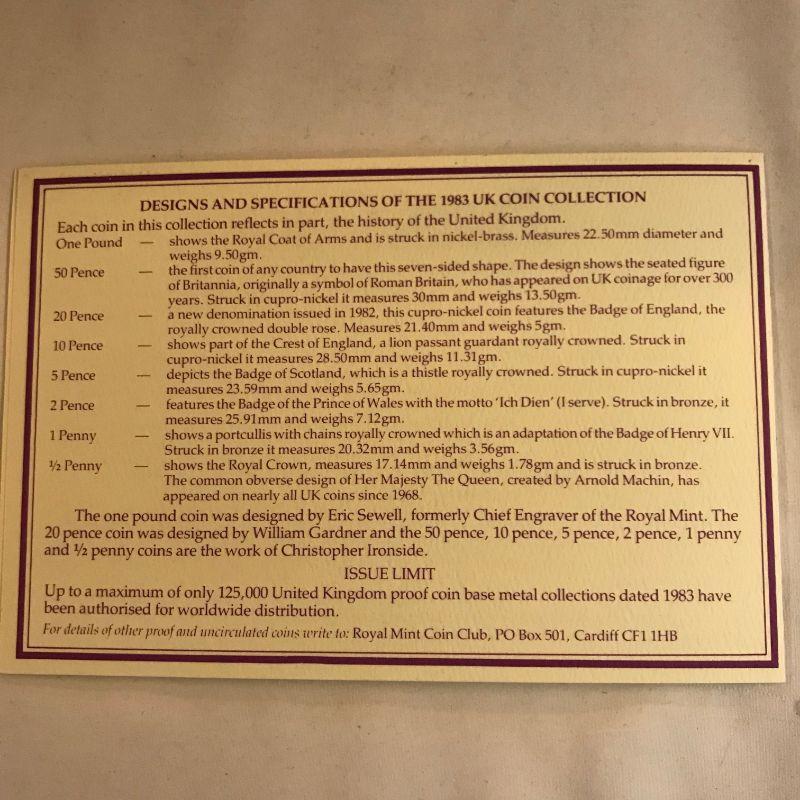 DESIGNS AND SPECIFICATIONS OF THE 1983 UK COIN COLLECTION
Each coin in this collection reflects in part, the history of the United Kingdom.
One Pound — shows the Royal Coat of Arms and is struck in nickel-brass. Measures 22.50mm diameter and
weighs 9.50gm.
50 Pence — the first coin of any country to have this seven-sided shape. The design shows the seated figure
of Britannia, originally a symbol of Roman Britain, who has appeared on UK coinage for over 300
years. Struck in cupro-nickel it measures 30mm and weighs 13.50gm.
20 Pence — a new denomination issued in 1982, this cupro-nickel coin features the Badge of England, the
royally crowned double rose. Measures 21.40mm and weighs 5gm.
10 Pence — shows part of the Crest of England, a lion passant guardant royally crowned. Struck in
cupro-nickel it measures 28.50mm and weighs 11.31gm.
5 Pence — depicts the Badge of Scotland, which is a thistle royally crowned. Struck in cupro-nickel it
measures 23.59mm and weighs 5.65gm.
2 Pence — features the Badge of the Prince of Wales with the motto 'Ich Dien' (I serve). Struck in bronze, it
measures 25.91mm and weighs 7.12gm.
1 Penny — shows a portcullis with chains royally crowned which is an adaptation of the Badge of Henry VII.
Struck in bronze it measures 20.32mm and weighs 3.56gm.
½ Penny — shows the Royal Crown, measures 17.14mm and weighs 1.78gm and is struck in bronze.
The common obverse design of Her Majesty The Queen, created by Arnold Machin, has
appeared on nearly all UK coins since 1968.
The one pound coin was designed by Eric Sewell, formerly Chief Engraver of the Royal Mint. The
20 pence coin was designed by William Gardner and the 50 pence, 10 pence, 5 pence, 2 pence, 1 penny
and ½ penny coins are the work of Christopher Ironside.
ISSUE LIMIT
Up to a maximum of only 125,000 United Kingdom proof coin base metal collections dated 1983 have
been authorised for worldwide distribution.
For details of other proof and uncirculated coins write to: Royal Mint Coin Club, PO Box 501, Cardiff CF1 1HB